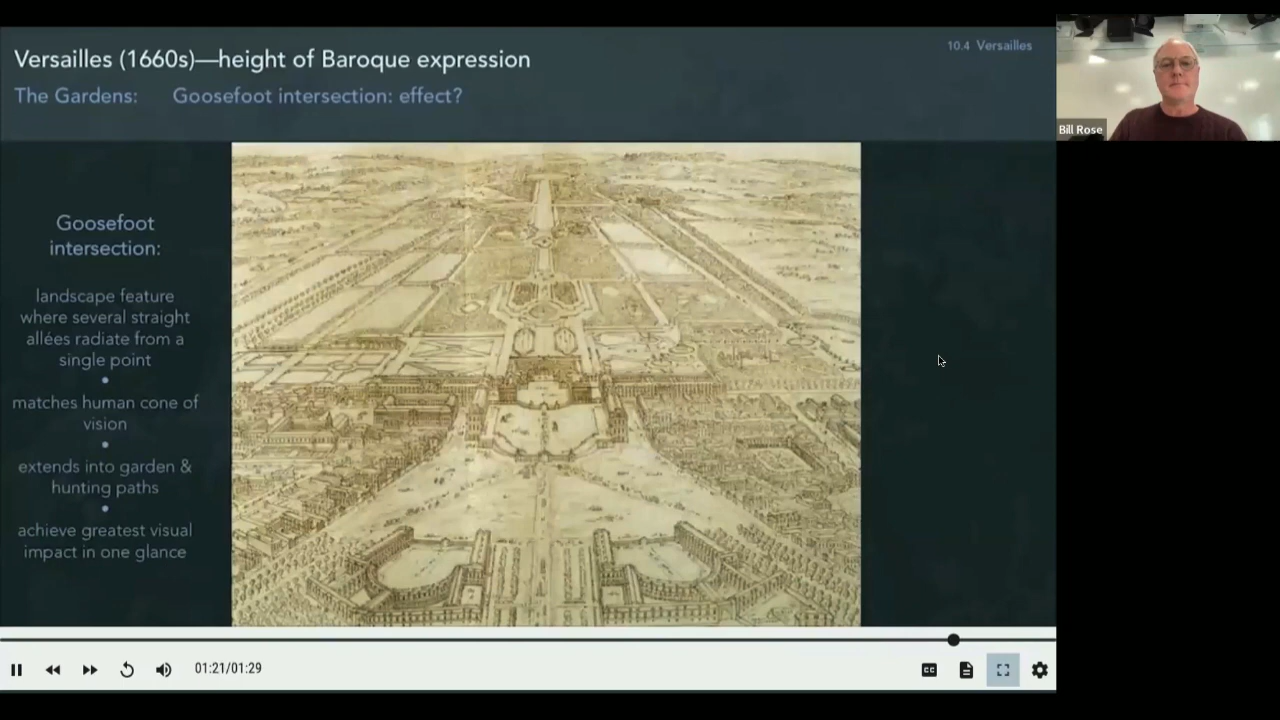 Versailles (1660s)—height of Baroque expression
10.4 Versailles
The Gardens: Goosefoot intersection: effect?
Goosefoot
intersection:
landscape feature
where several straight
allées radiate from a
single point
•
matches human cone of
vision
•
extends into garden &
hunting paths
•
achieve greatest visual
impact in one glance
Bill Rose
01:21/01:29
CC